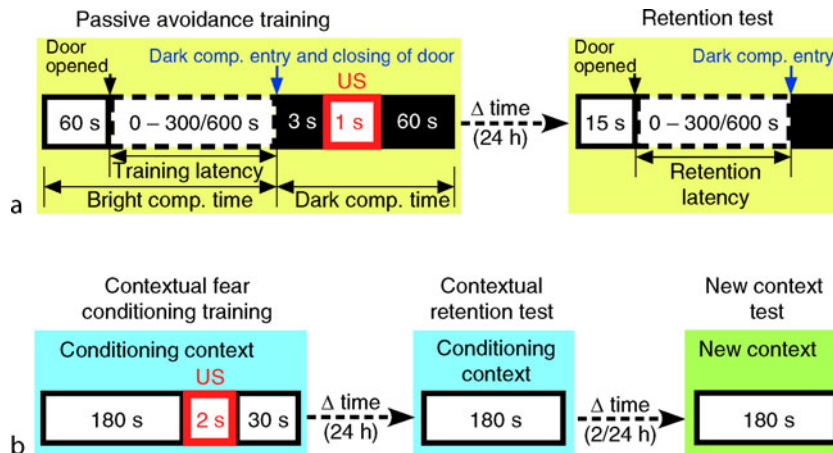 Passive avoidance training
Retention test
Door
opened
Dark comp. entry and closing of door
US
Door
opened
Dark comp. entry
60 s
0 – 300/600 s
3 s
1 s
60 s
Δ time
(24 h)
15 s
0 – 300/600 s
Training latency
Retention
latency
Bright comp. time
Dark comp. time
a
Contextual fear
conditioning training
Contextual
retention test
New context
test
Conditioning context
US
Conditioning
context
New context
180 s
2 s
30 s
Δ time
(24 h)
180 s
Δ time
(2/24 h)
180 s
b